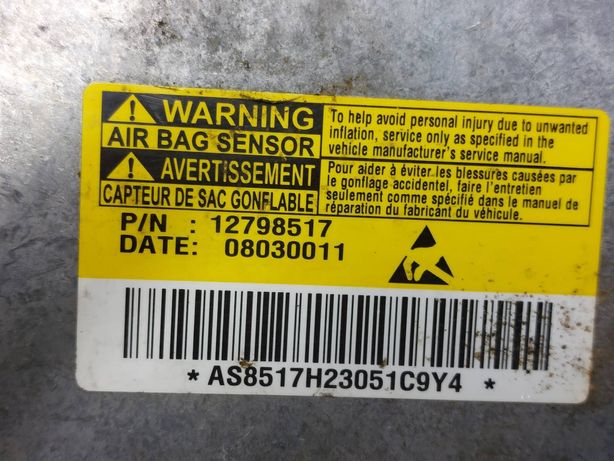 WARNING
AIR BAG SENSOR
To help avoid personal injury due to unwanted
inflation, service only as specified in the
vehicle manufacturer's service manual.
AVERTISSEMENT
CAPTEUR DE SAC GONFLABLE
Pour aider à éviter les blessures causées par
le gonflage accidentel, faire l'entretien
seulement comme spécifié dans le manuel de
réparation du fabricant du véhicule.
P/N : 12798517
DATE: 08030011
* AS8517H23051C9Y4 *